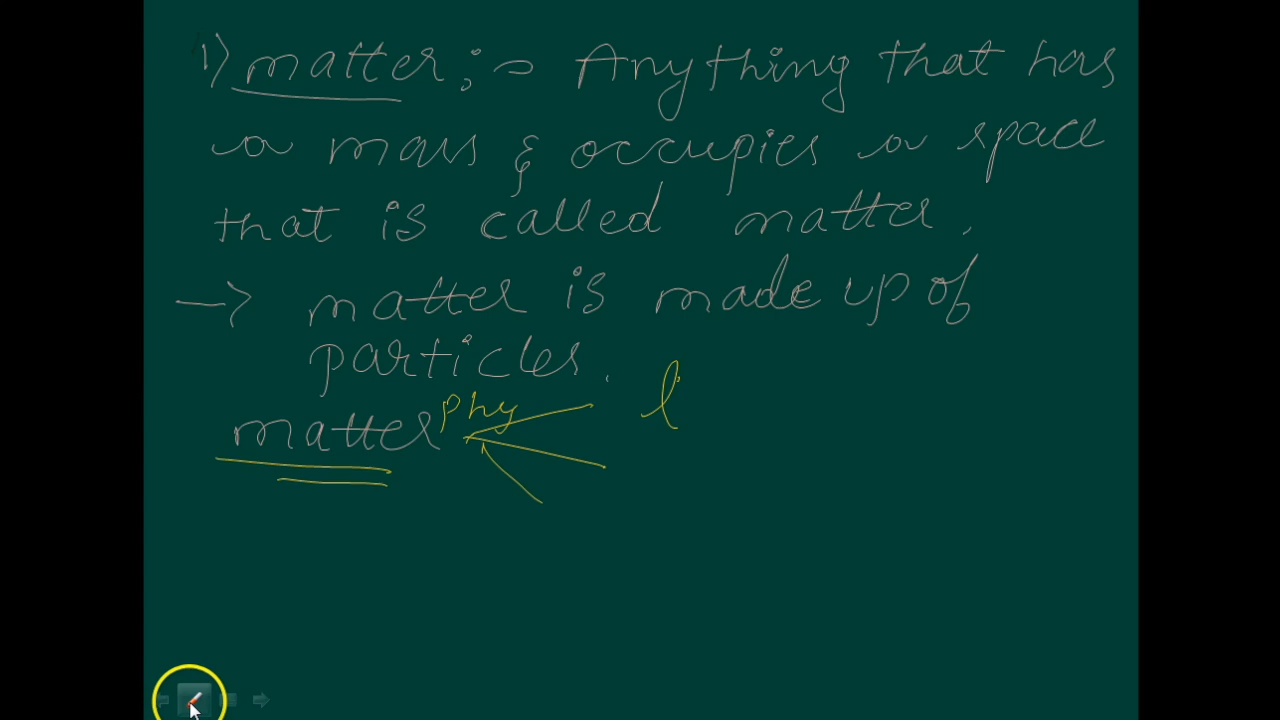 1) matter :- Anything that has
a mass & occupies a space
that is called matter.
-> matter is made up of
particles.
matter phy l